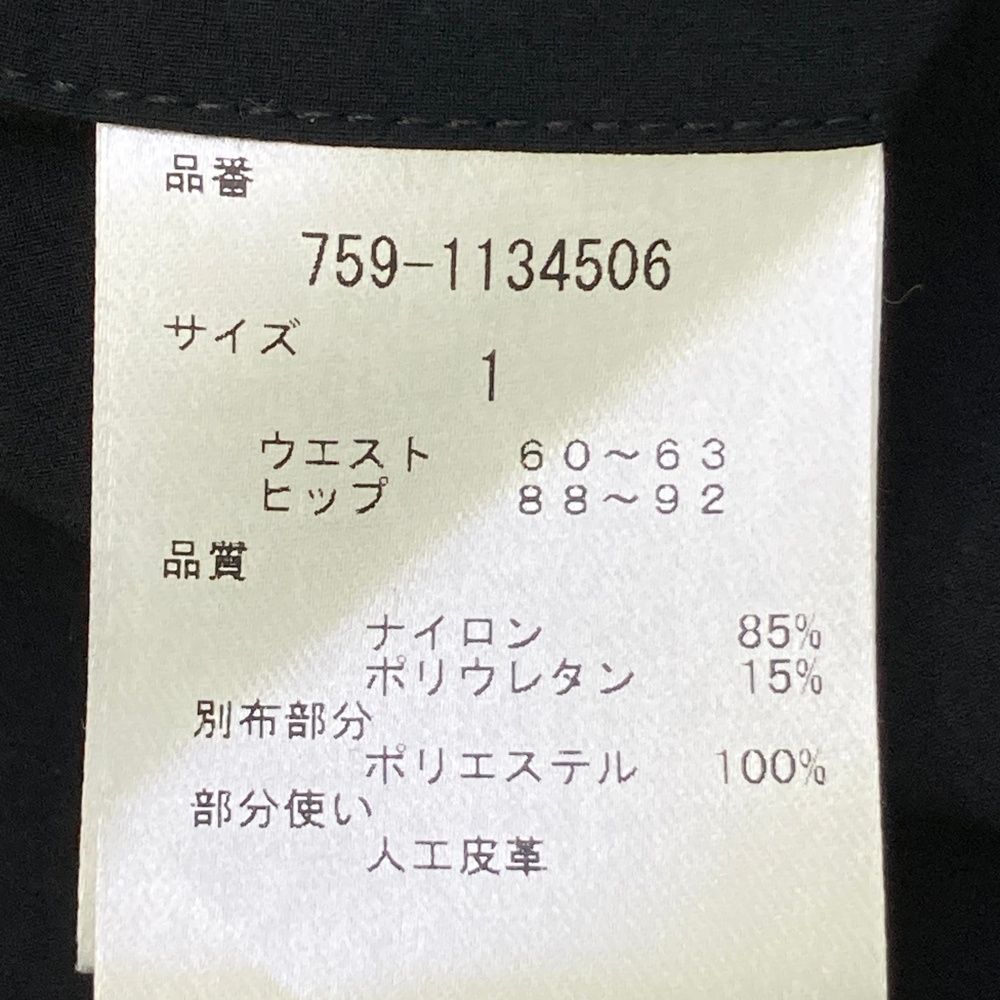 品番
759-1134506
サイズ
1
ウエスト 60～63
ヒップ 88～92
品質
ナイロン 85%
ポリウレタン 15%
別布部分
ポリエステル 100%
部分使い
人工皮革